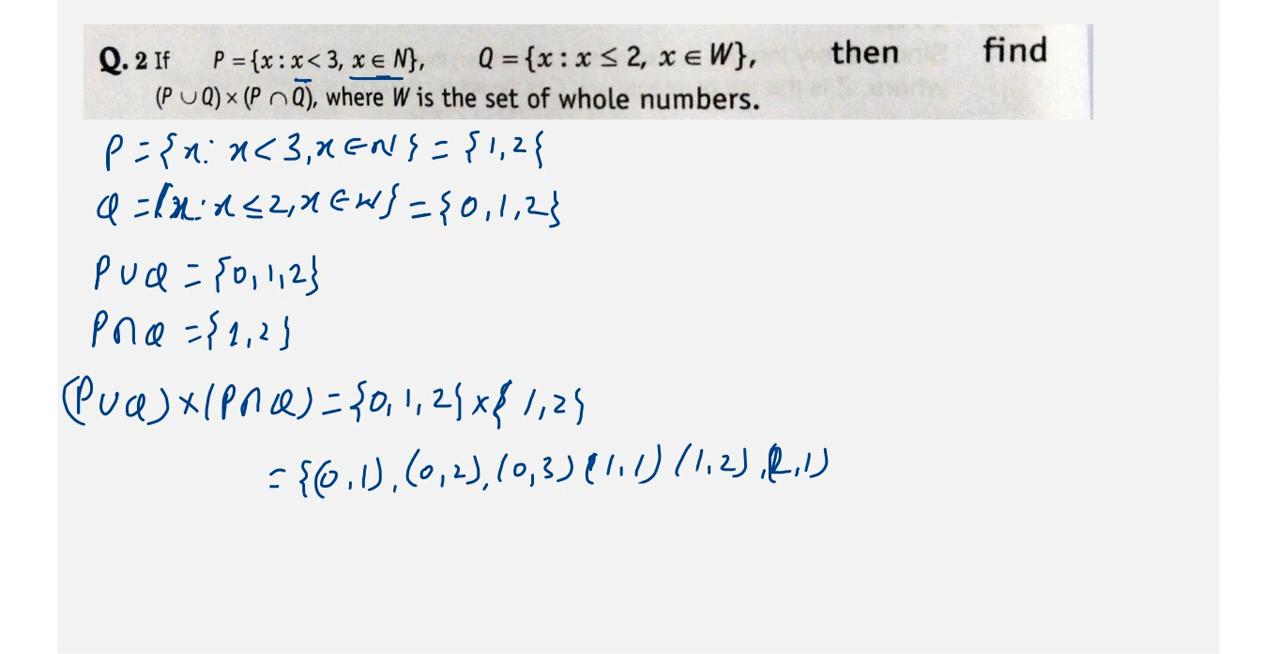 Q. 2 If P = {x : x < 3, x ∈ N}, Q = {x : x ≤ 2, x ∈ W}, then find
(P ∪ Q) × (P ∩ Q), where W is the set of whole numbers.
P = {x: x < 3, x ∈ N} = {1, 2{
Q = {x: x ≤ 2, x ∈ W} = {0, 1, 2}
P ∪ Q = {0, 1, 2}
P ∩ Q = {1, 2}
(P ∪ Q) × (P ∩ Q) = {0, 1, 2} × { 1, 2}
= {(0, 1), (0, 2), (0, 3) (1, 1) (1, 2), (2, 1)